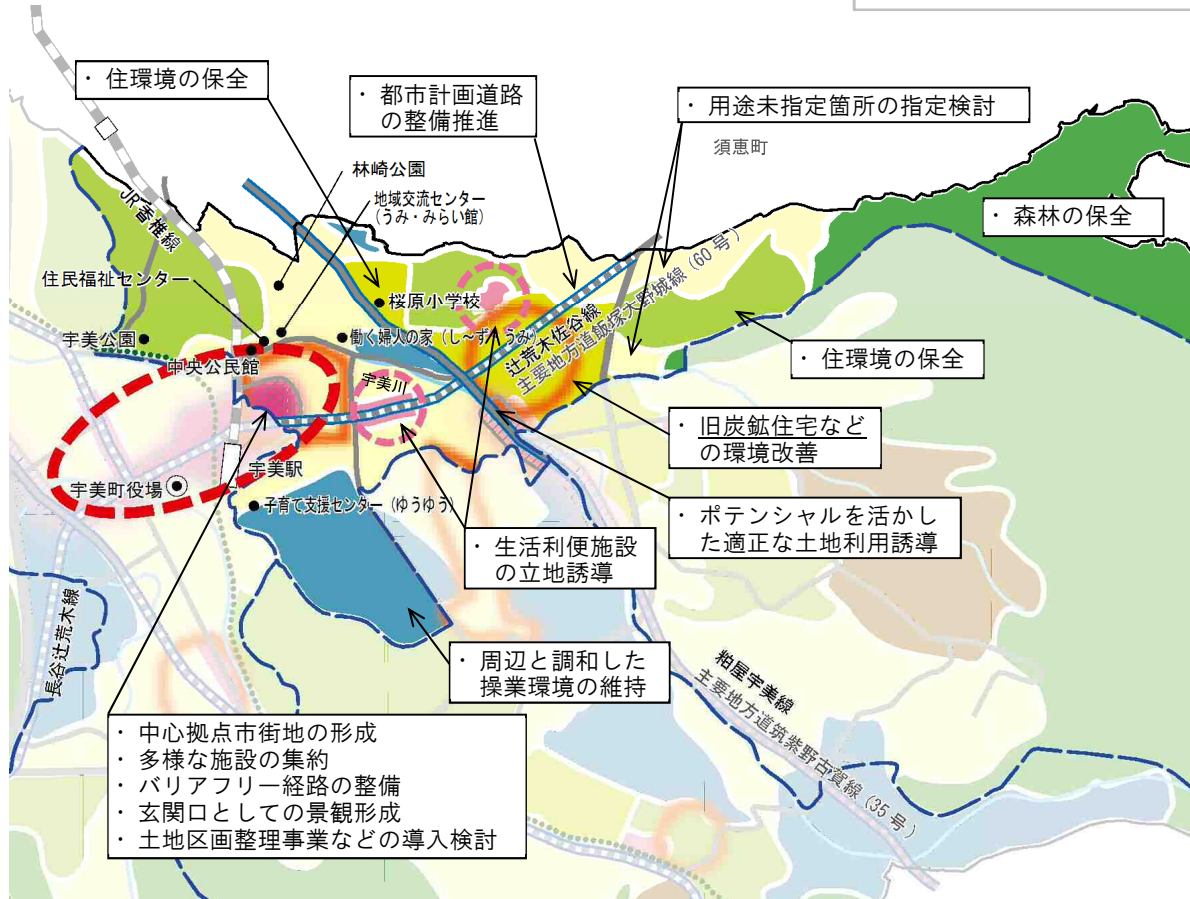 ・住環境の保全
・都市計画道路
の整備推進
・用途未指定箇所の指定検討
須恵町
林崎公園
地域交流センター
(うみ・みらい館)
JR香椎線
・森林の保全
住民福祉センター
桜原小学校
宇美公園
働く婦人の家(し～ず うみ)
中央公民館
辻荒木佐谷線
主要地方道飯塚大野城線(60号)
・住環境の保全
宇美川
・旧炭鉱住宅など
の環境改善
宇美駅
宇美町役場
子育て支援センター(ゆうゆう)
・ポテンシャルを活かし
た適正な土地利用誘導
・生活利便施設
の立地誘導
長谷辻荒木線
・周辺と調和した
操業環境の維持
粕屋宇美線
主要地方道筑紫野古賀線(35号)
・中心拠点市街地の形成
・多様な施設の集約
・バリアフリー経路の整備
・玄関口としての景観形成
・土地区画整理事業などの導入検討